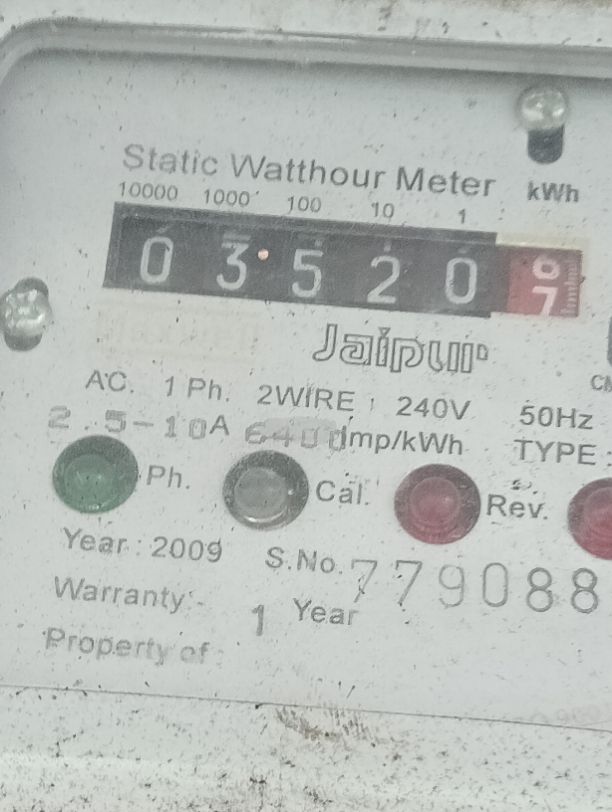 Static Watthour Meter kWh
10000 1000 100 10 1
0 3 5 2 0 6
7
Jaipur
AC. 1 Ph. 2WIRE 240V 50Hz
2.5-10A 6400 imp/kWh TYPE :
Ph. Cal. Rev.
Year : 2009 S.No. 779088
Warranty:- 1 Year
Property of :